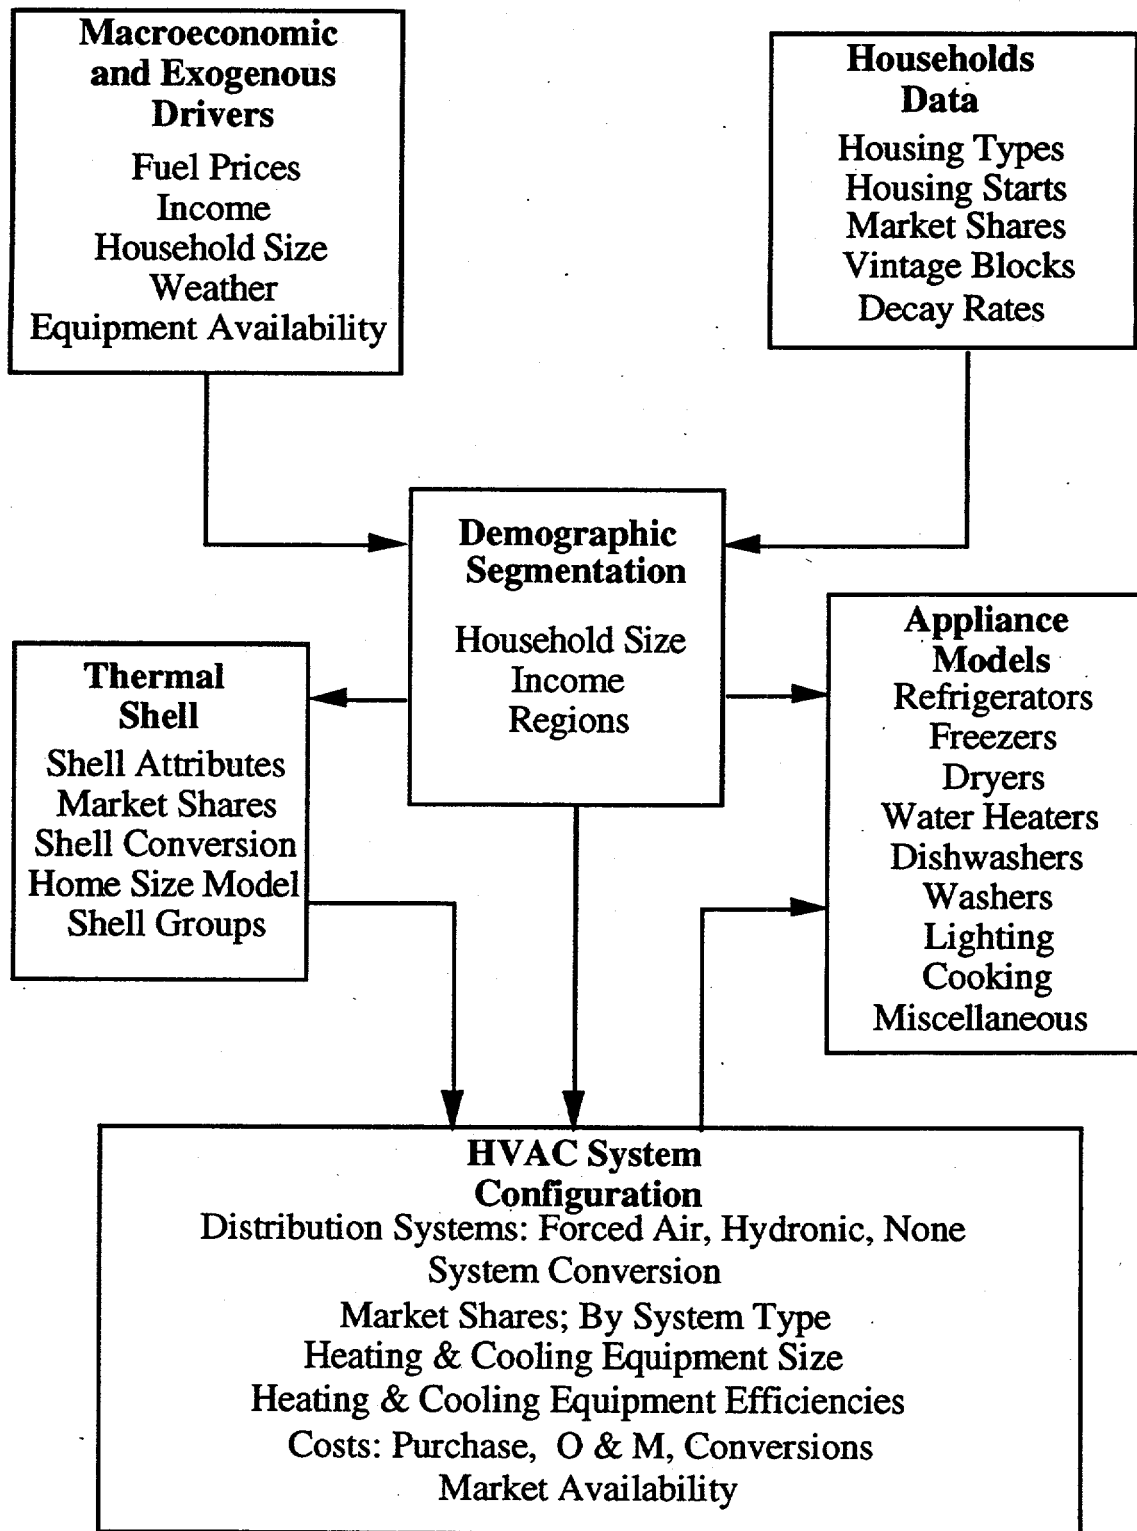 Macroeconomic
and Exogenous
Drivers
Fuel Prices
Income
Household Size
Weather
Equipment Availability
Households
Data
Housing Types
Housing Starts
Market Shares
Vintage Blocks
Decay Rates
Demographic
Segmentation
Household Size
Income
Regions
Thermal
Shell
Shell Attributes
Market Shares
Shell Conversion
Home Size Model
Shell Groups
Appliance
Models
Refrigerators
Freezers
Dryers
Water Heaters
Dishwashers
Washers
Lighting
Cooking
Miscellaneous
HVAC System
Configuration
Distribution Systems: Forced Air, Hydronic, None
System Conversion
Market Shares; By System Type
Heating & Cooling Equipment Size
Heating & Cooling Equipment Efficiencies
Costs: Purchase, O & M, Conversions
Market Availability